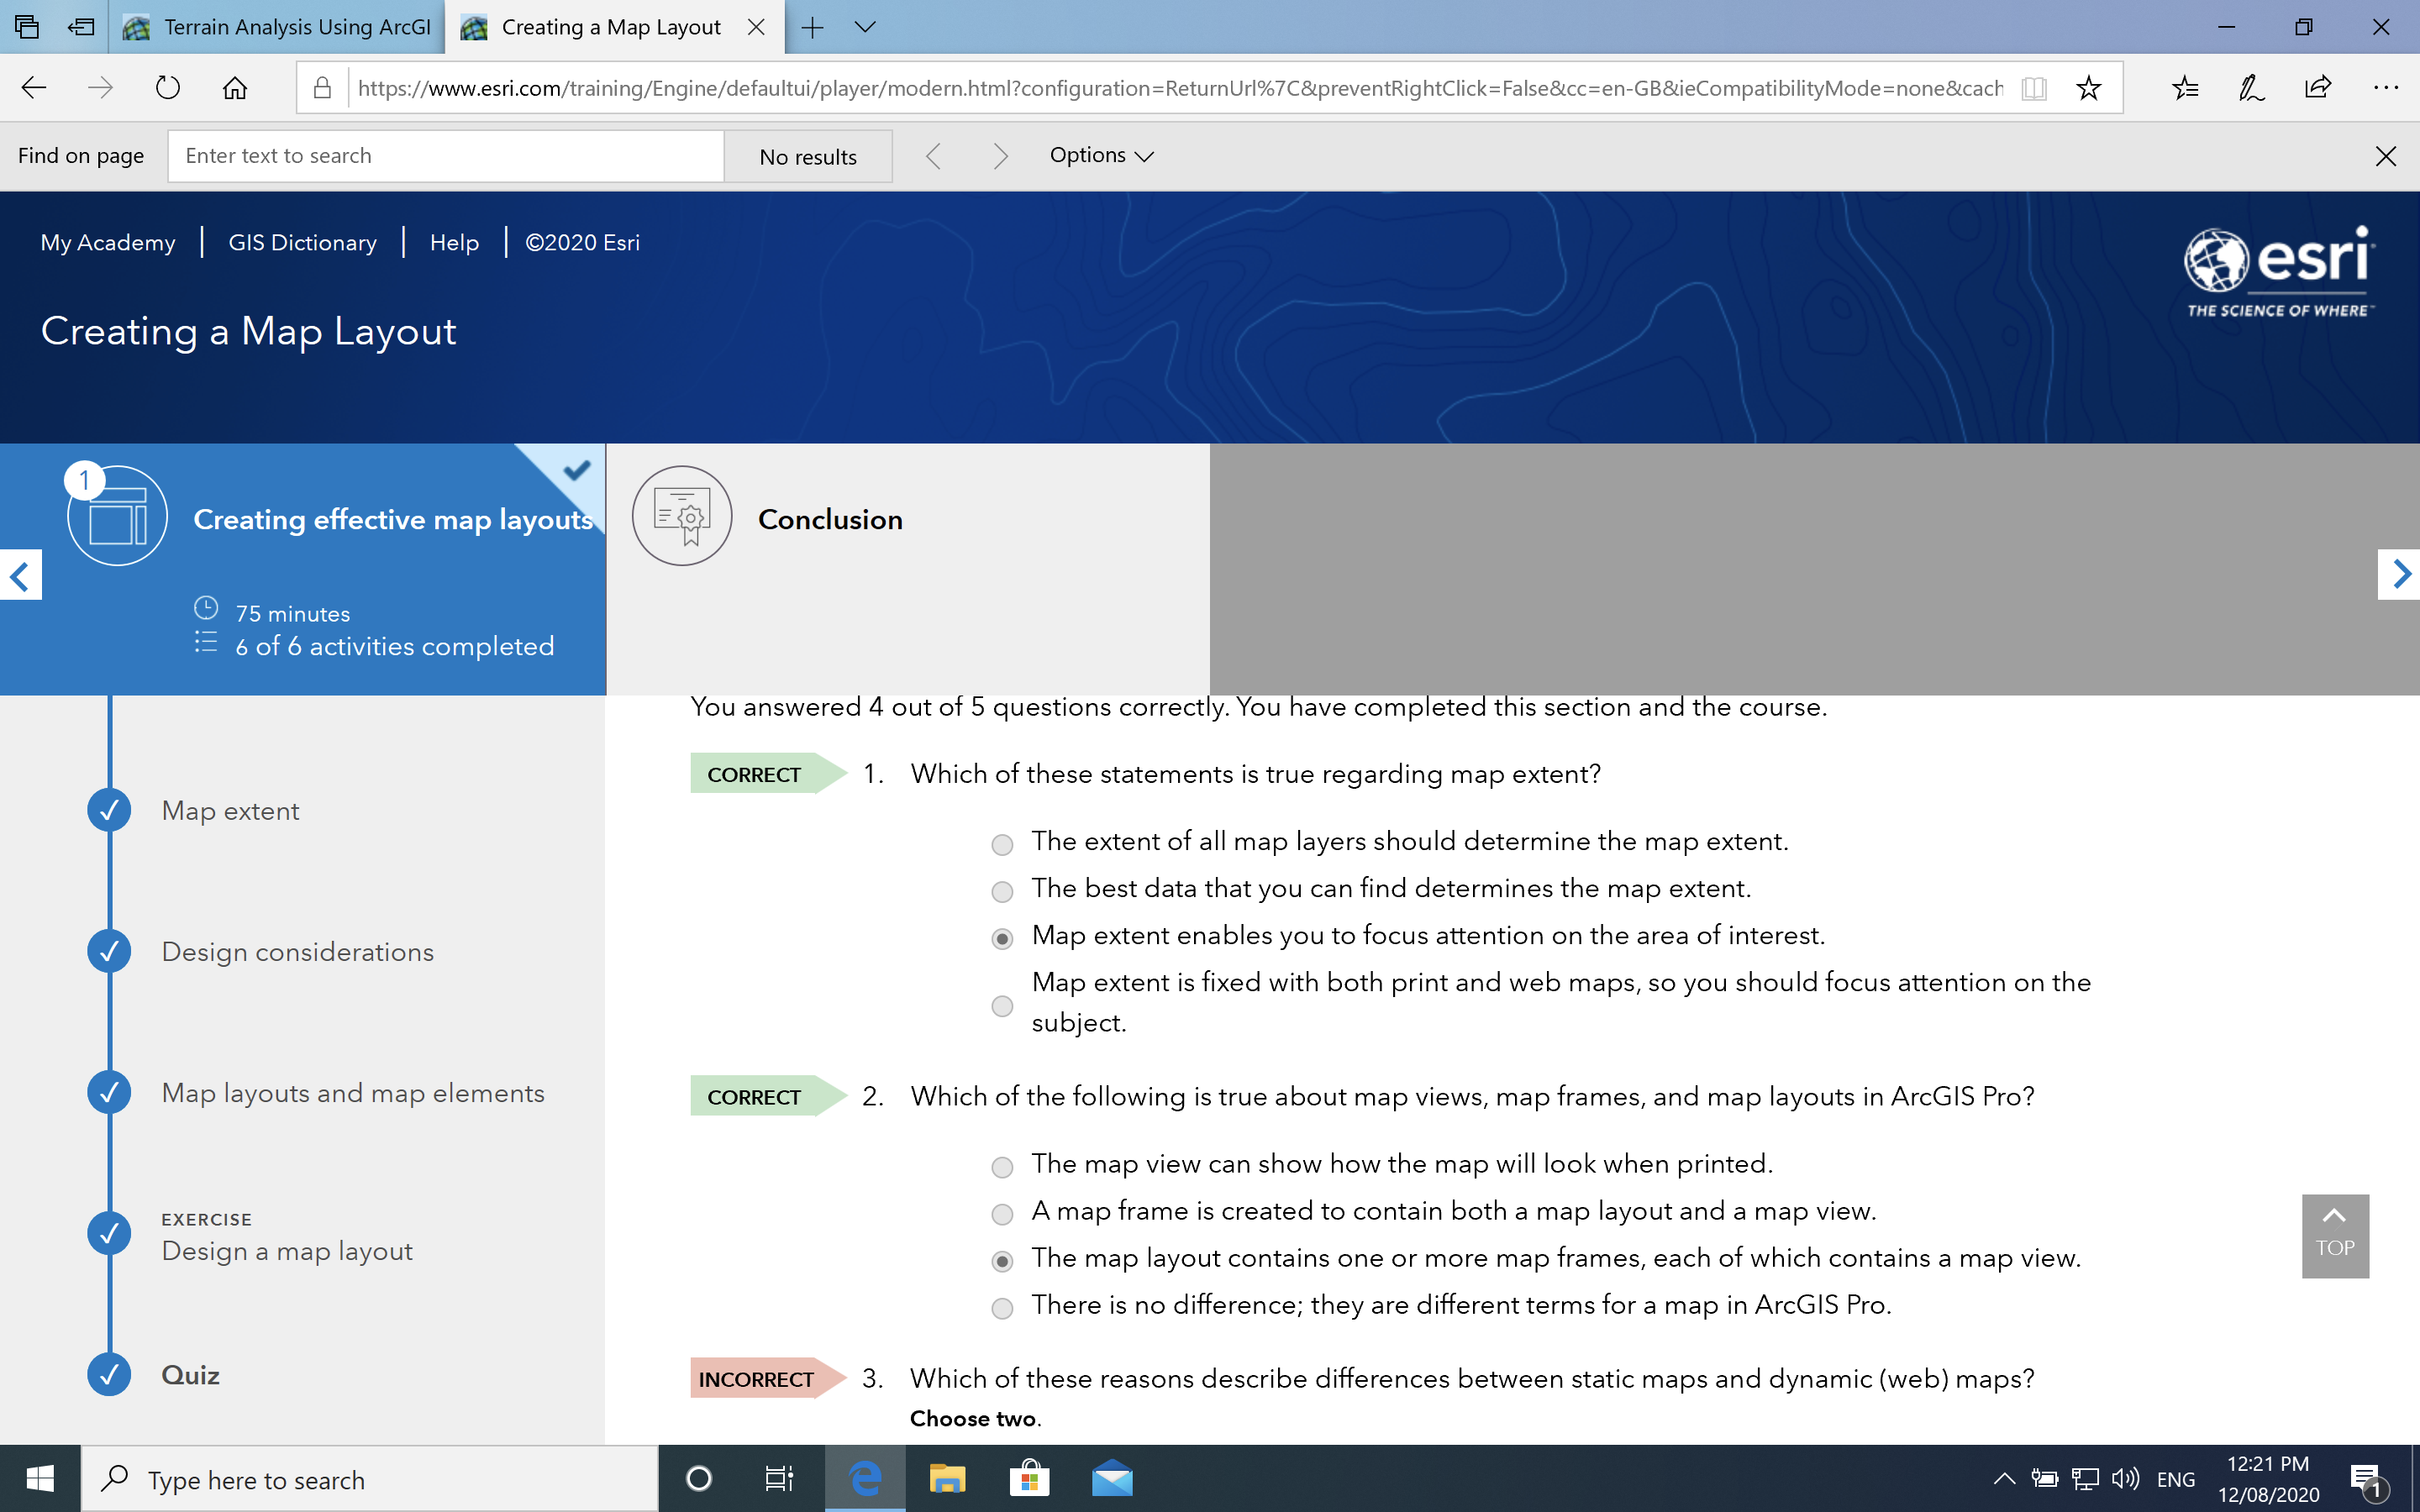 Terrain Analysis Using ArcGI
Creating a Map Layout
https://www.esri.com/training/Engine/defaultui/player/modern.html?configuration=ReturnUrl%7C&preventRightClick=False&cc=en-GB&ieCompatibilityMode=none&cach
Find on page
Enter text to search
No results
Options
My Academy
GIS Dictionary
Help
©2020 Esri
esri
THE SCIENCE OF WHERE
Creating a Map Layout
1
Creating effective map layouts
75 minutes
6 of 6 activities completed
Conclusion
Map extent
Design considerations
Map layouts and map elements
EXERCISE
Design a map layout
Quiz
You answered 4 out of 5 questions correctly. You have completed this section and the course.
CORRECT
1. Which of these statements is true regarding map extent?
The extent of all map layers should determine the map extent.
The best data that you can find determines the map extent.
Map extent enables you to focus attention on the area of interest.
Map extent is fixed with both print and web maps, so you should focus attention on the
subject.
CORRECT
2. Which of the following is true about map views, map frames, and map layouts in ArcGIS Pro?
The map view can show how the map will look when printed.
A map frame is created to contain both a map layout and a map view.
The map layout contains one or more map frames, each of which contains a map view.
There is no difference; they are different terms for a map in ArcGIS Pro.
INCORRECT
3. Which of these reasons describe differences between static maps and dynamic (web) maps?
Choose two.
TOP
Type here to search
ENG
12:21 PM
12/08/2020
1